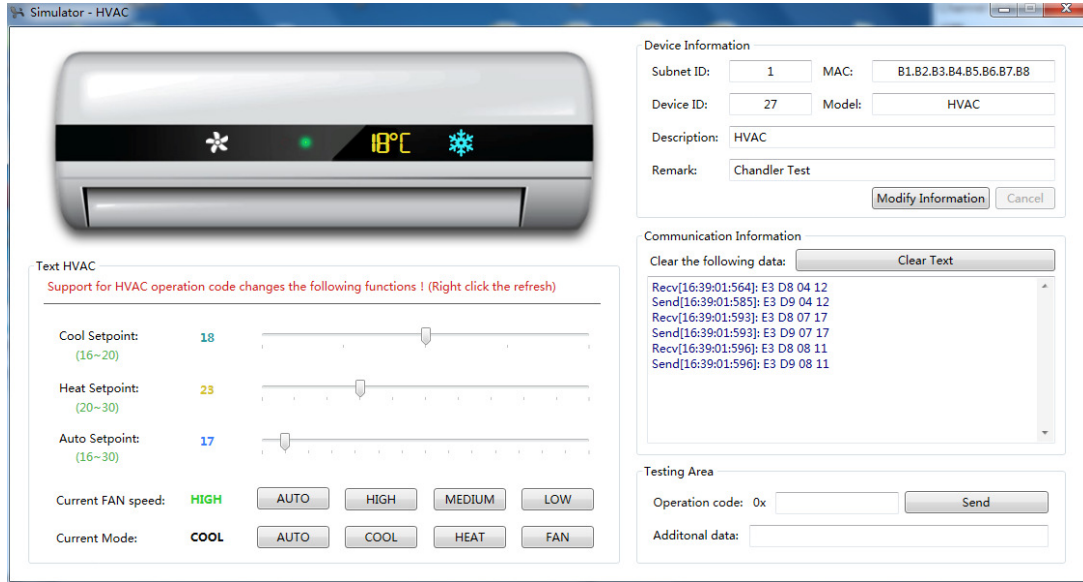 Simulator - HVAC
18°C
Device Information
Subnet ID: 1 MAC: B1.B2.B3.B4.B5.B6.B7.B8
Device ID: 27 Model: HVAC
Description: HVAC
Remark: Chandler Test
Modify Information Cancel
Communication Information
Clear the following data: Clear Text
Recv[16:39:01:564]: E3 D8 04 12
Send[16:39:01:585]: E3 D9 04 12
Recv[16:39:01:593]: E3 D8 07 17
Send[16:39:01:593]: E3 D9 07 17
Recv[16:39:01:596]: E3 D8 08 11
Send[16:39:01:596]: E3 D9 08 11
Text HVAC
Support for HVAC operation code changes the following functions ! (Right click the refresh)
Cool Setpoint: 18
(16~20)
Heat Setpoint: 23
(20~30)
Auto Setpoint: 17
(16~30)
Current FAN speed: HIGH AUTO HIGH MEDIUM LOW
Current Mode: COOL AUTO COOL HEAT FAN
Testing Area
Operation code: 0x Send
Additonal data: